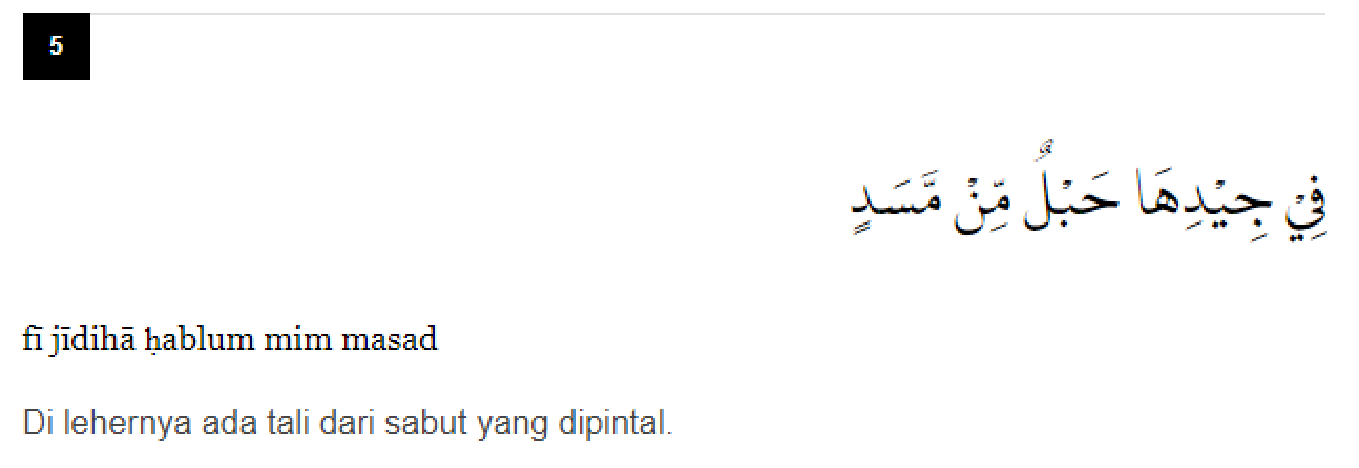 5
فِيْ جِيْدِهَا حَبْلٌ مِّنْ مَّسَدٍ ࣖ
fī jīdihā ḥablum mim masad
Di lehernya ada tali dari sabut yang dipintal.